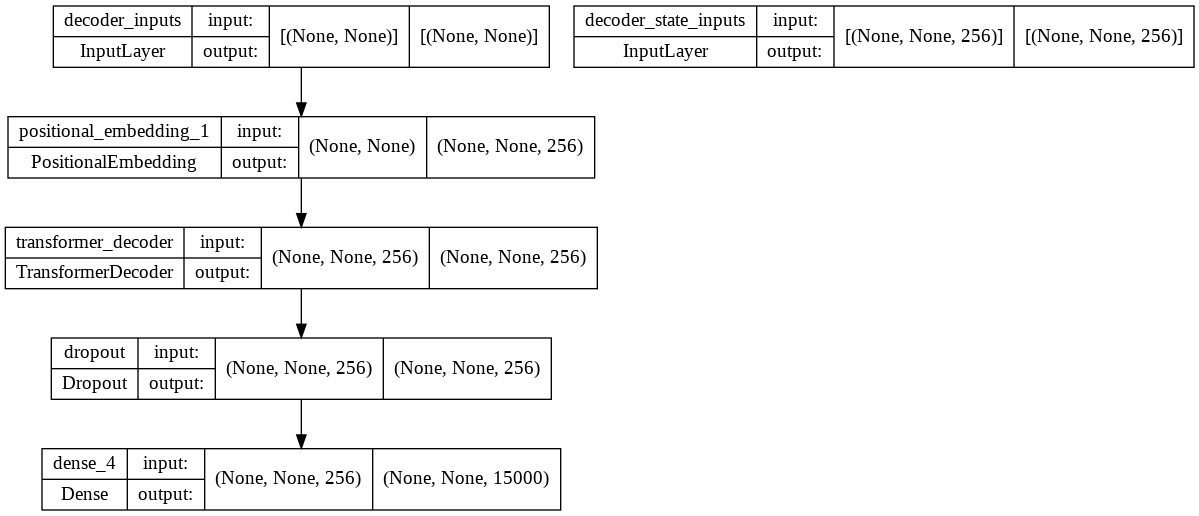 decoder_inputs input: [(None, None)] [(None, None)]
InputLayer output:
decoder_state_inputs input: [(None, None, 256)] [(None, None, 256)]
InputLayer output:
positional_embedding_1 input: (None, None) (None, None, 256)
PositionalEmbedding output:
transformer_decoder input: (None, None, 256) (None, None, 256)
TransformerDecoder output:
dropout input: (None, None, 256) (None, None, 256)
Dropout output:
dense_4 input: (None, None, 256) (None, None, 15000)
Dense output: